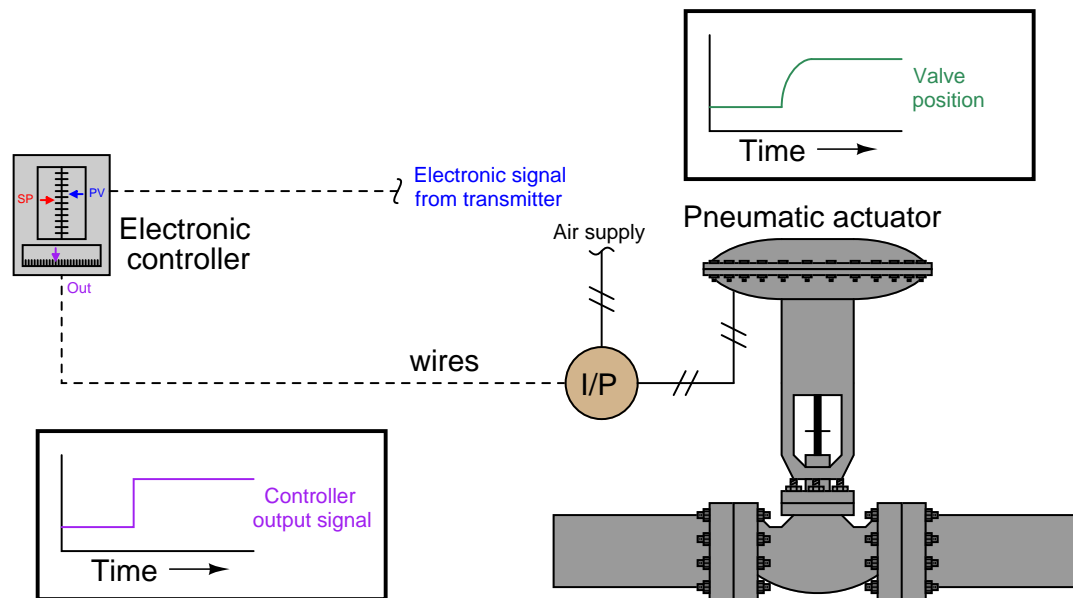 Valve
position
Time
Electronic signal
from transmitter
SP
PV
Electronic
controller
Out
Air supply
Pneumatic actuator
wires
I/P
Controller
output signal
Time